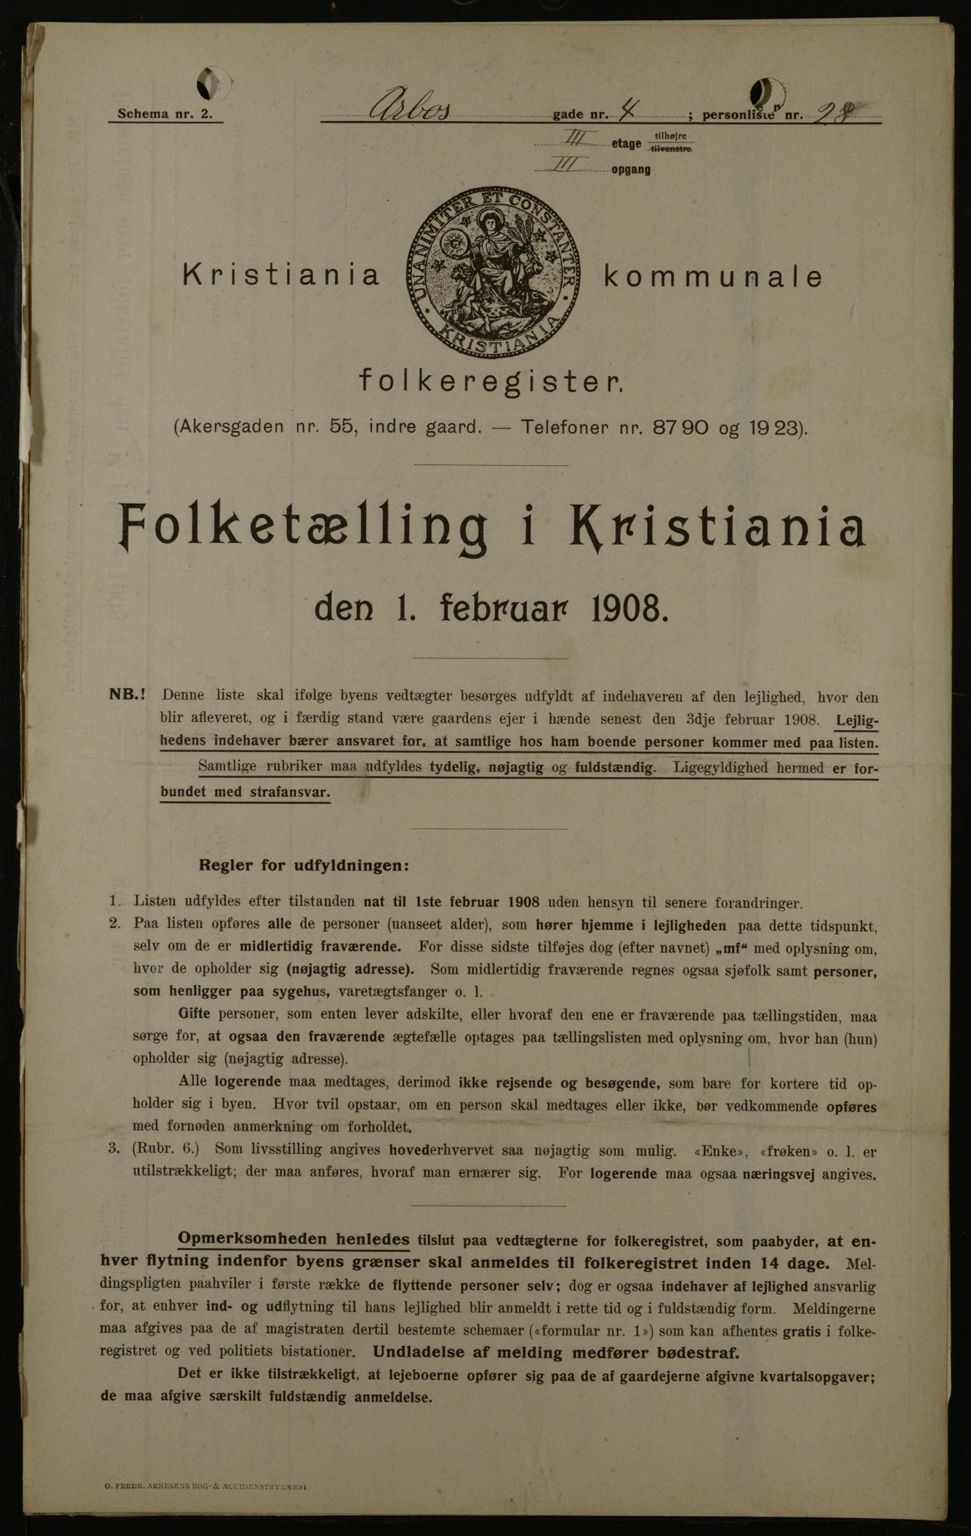 Schema nr. 2.
Arbos gade nr. 4 ; personliste nr. 28
III etage tilhøjre
tilvenstre
III opgang
UNANIMITER ET CONSTANTER
KRISTIANIA
Kristiania kommunale
folkeregister.
(Akersgaden nr. 55, indre gaard. — Telefoner nr. 87 90 og 19 23).
Folketælling i Kristiania
den 1. februar 1908.
NB.! Denne liste skal ifølge byens vedtægter besørges udfyldt af indehaveren af den lejlighed, hvor den
blir afleveret, og i færdig stand være gaardens ejer i hænde senest den 3dje februar 1908. Lejlig-
hedens indehaver bærer ansvaret for, at samtlige hos ham boende personer kommer med paa listen.
Samtlige rubriker maa udfyldes tydelig, nøjagtig og fuldstændig. Ligegyldighed hermed er for-
bundet med strafansvar.
Regler for udfyldningen:
1. Listen udfyldes efter tilstanden nat til 1ste februar 1908 uden hensyn til senere forandringer.
2. Paa listen opføres alle de personer (uanseet alder), som hører hjemme i lejligheden paa dette tidspunkt,
selv om de er midlertidig fraværende. For disse sidste tilføjes dog (efter navnet) „mf“ med oplysning om,
hvor de opholder sig (nøjagtig adresse). Som midlertidig fraværende regnes ogsaa sjøfolk samt personer,
som henligger paa sygehus, varetægtsfanger o. l.
Gifte personer, som enten lever adskilte, eller hvoraf den ene er fraværende paa tællingstiden, maa
sørge for, at ogsaa den fraværende ægtefælle optages paa tællingslisten med oplysning om, hvor han (hun)
opholder sig (nøjagtig adresse).
Alle logerende maa medtages, derimod ikke rejsende og besøgende, som bare for kortere tid op-
holder sig i byen. Hvor tvil opstaar, om en person skal medtages eller ikke, bør vedkommende opføres
med fornøden anmerkning om forholdet.
3. (Rubr. 6.) Som livsstilling angives hovederhvervet saa nøjagtig som mulig. «Enke», «frøken» o. l. er
utilstrækkeligt; der maa anføres, hvoraf man ernærer sig. For logerende maa ogsaa næringsvej angives.
Opmerksomheden henledes tilslut paa vedtægterne for folkeregistret, som paabyder, at en-
hver flytning indenfor byens grænser skal anmeldes til folkeregistret inden 14 dage. Mel-
dingspligten paahviler i første række de flyttende personer selv; dog er ogsaa indehaver af lejlighed ansvarlig
for, at enhver ind- og udflytning til hans lejlighed blir anmeldt i rette tid og i fuldstændig form. Meldingerne
maa afgives paa de af magistraten dertil bestemte schemaer («formular nr. 1») som kan afhentes gratis i folke-
registret og ved politiets bistationer. Undladelse af melding medfører bødestraf.
Det er ikke tilstrækkeligt, at lejeboerne opfører sig paa de af gaardejerne afgivne kvartalsopgaver;
de maa afgive særskilt fuldstændig anmeldelse.
O. FREDR. ARNESENS BOG- & ACCIDENSTRYKKERI.